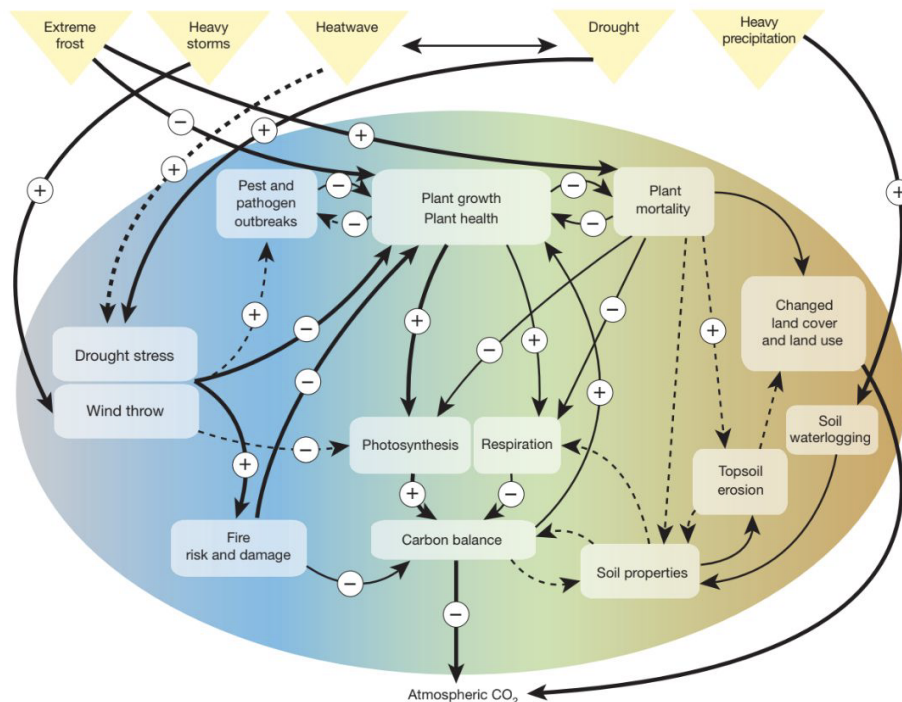 Extreme
frost
Heavy
storms
Heatwave
Drought
Heavy
precipitation
−
+
+
+
+
+
Pest and
pathogen
outbreaks
−
−
Plant growth
Plant health
−
−
Plant
mortality
Changed
land cover
and land use
Drought stress
Wind throw
+
−
−
+
−
+
−
+
+
−
Photosynthesis
Respiration
Soil
waterlogging
Topsoil
erosion
+
+
−
Fire
risk and damage
Carbon balance
Soil properties
−
−
Atmospheric CO₂